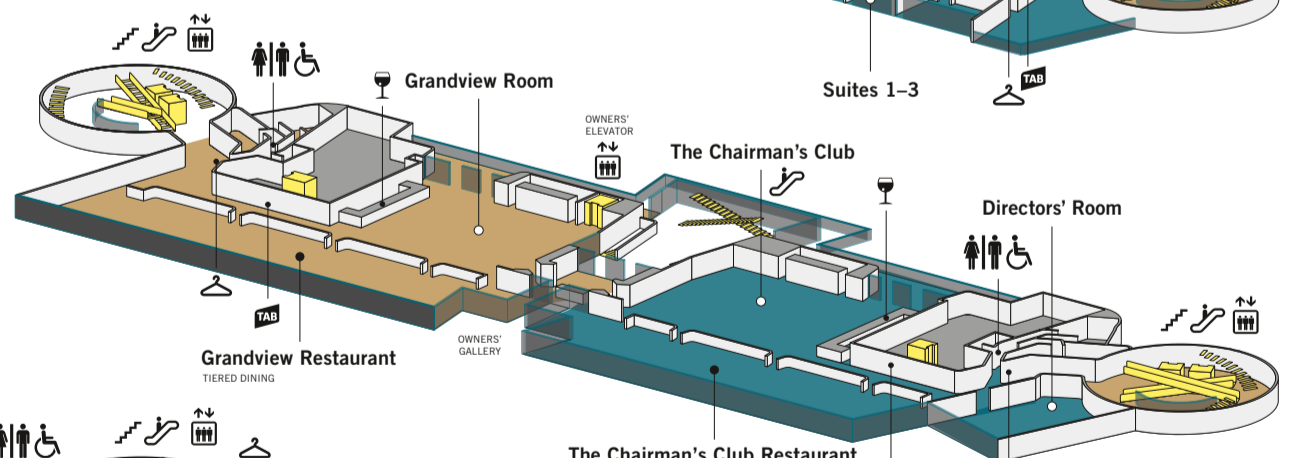 Suites 1–3
TAB
Grandview Room
OWNERS'
ELEVATOR
The Chairman's Club
Directors' Room
TAB
OWNERS'
GALLERY
Grandview Restaurant
TIERED DINING
The Chairman's Club Restaurant